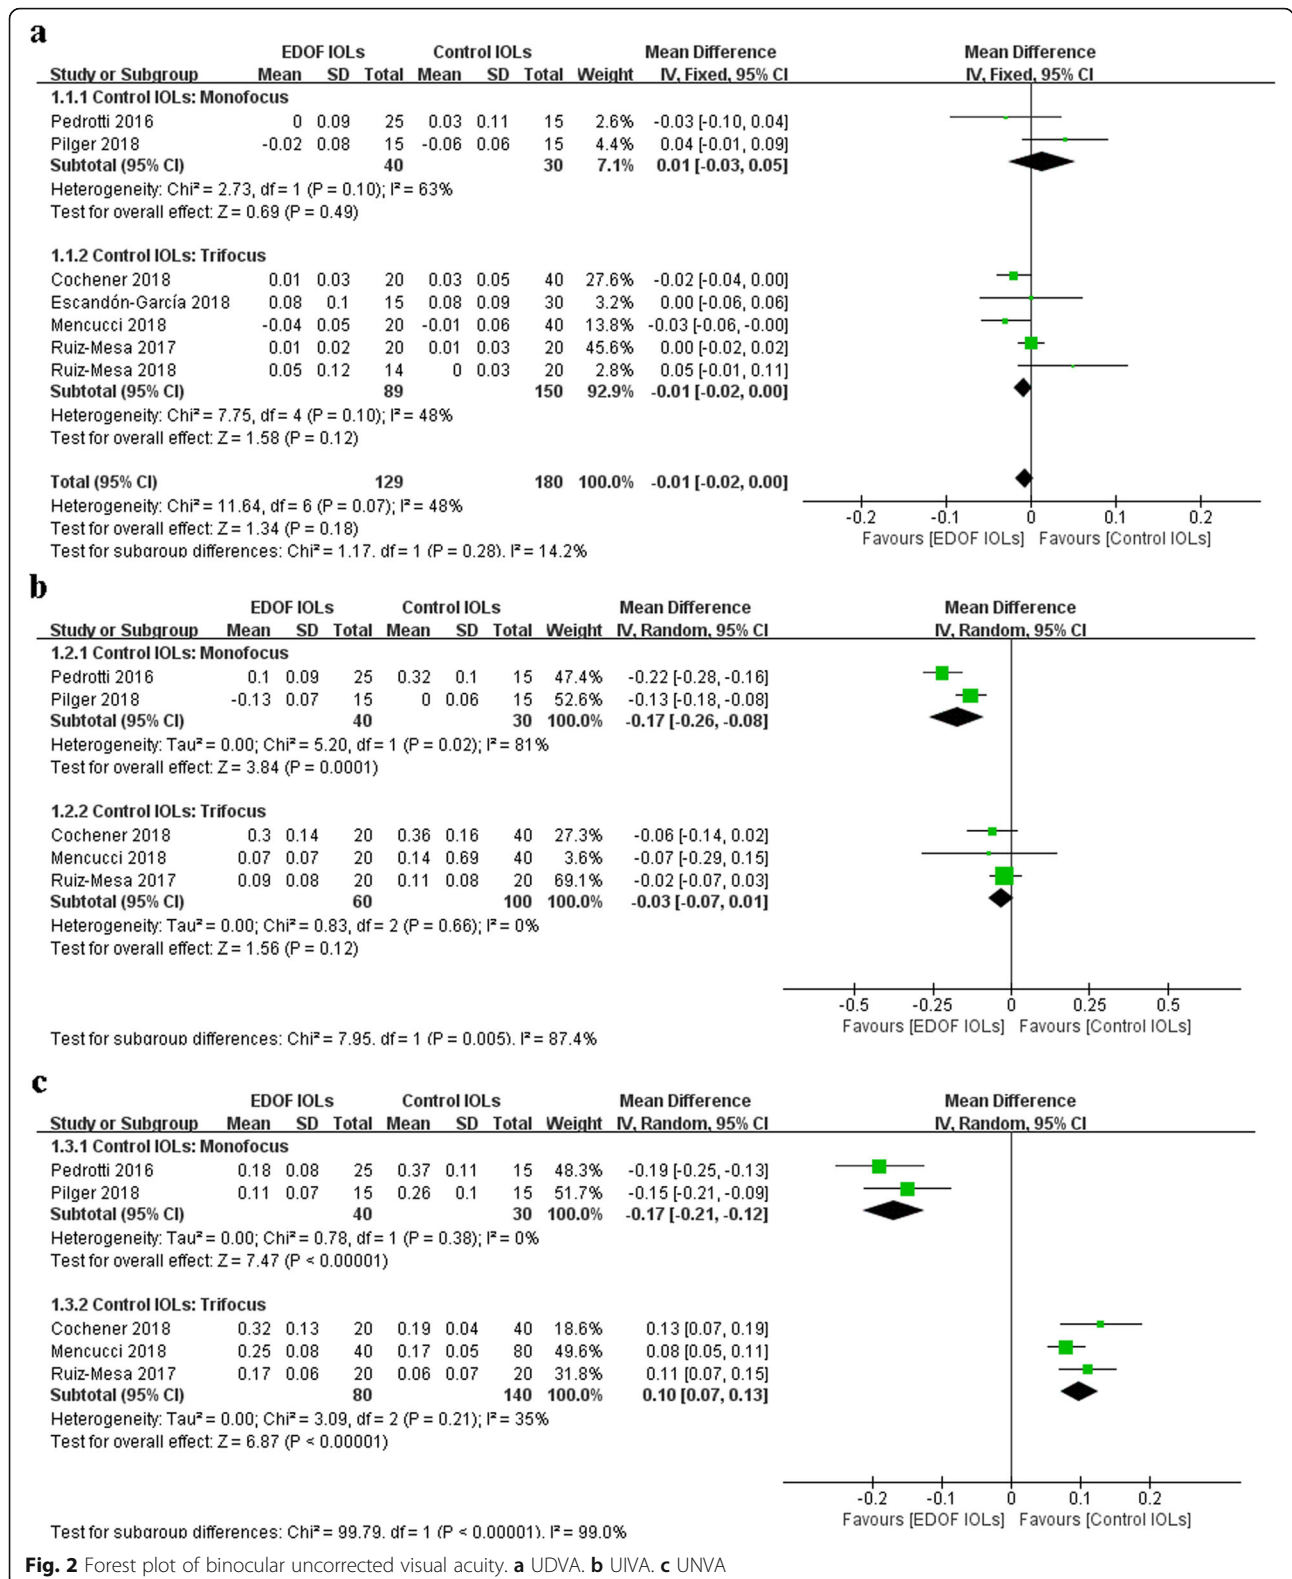 a
EDOF IOLs Control IOLs Mean Difference Mean Difference
Study or Subgroup Mean SD Total Mean SD Total Weight IV, Fixed, 95% CI IV, Fixed, 95% CI
1.1.1 Control IOLs: Monofocus
Pedrotti 2016 0 0.09 25 0.03 0.11 15 2.6% -0.03 [-0.10, 0.04]
Pilger 2018 -0.02 0.08 15 -0.06 0.06 15 4.4% 0.04 [-0.01, 0.09]
Subtotal (95% CI) 40 30 7.1% 0.01 [-0.03, 0.05]
Heterogeneity: Chi² = 2.73, df = 1 (P = 0.10); I² = 63%
Test for overall effect: Z = 0.69 (P = 0.49)
1.1.2 Control IOLs: Trifocus
Cochener 2018 0.01 0.03 20 0.03 0.05 40 27.6% -0.02 [-0.04, 0.00]
Escandón-García 2018 0.08 0.1 15 0.08 0.09 30 3.2% 0.00 [-0.06, 0.06]
Mencucci 2018 -0.04 0.05 20 -0.01 0.06 40 13.8% -0.03 [-0.06, -0.00]
Ruiz-Mesa 2017 0.01 0.02 20 0.01 0.03 20 45.6% 0.00 [-0.02, 0.02]
Ruiz-Mesa 2018 0.05 0.12 14 0 0.03 20 2.8% 0.05 [-0.01, 0.11]
Subtotal (95% CI) 89 150 92.9% -0.01 [-0.02, 0.00]
Heterogeneity: Chi² = 7.75, df = 4 (P = 0.10); I² = 48%
Test for overall effect: Z = 1.58 (P = 0.12)
Total (95% CI) 129 180 100.0% -0.01 [-0.02, 0.00]
Heterogeneity: Chi² = 11.64, df = 6 (P = 0.07); I² = 48%
Test for overall effect: Z = 1.34 (P = 0.18)
Test for subgroup differences: Chi² = 1.17, df = 1 (P = 0.28), I² = 14.2%
-0.2 -0.1 0 0.1 0.2
Favours [EDOF IOLs] Favours [Control IOLs]
b
EDOF IOLs Control IOLs Mean Difference Mean Difference
Study or Subgroup Mean SD Total Mean SD Total Weight IV, Random, 95% CI IV, Random, 95% CI
1.2.1 Control IOLs: Monofocus
Pedrotti 2016 0.1 0.09 25 0.32 0.1 15 47.4% -0.22 [-0.28, -0.16]
Pilger 2018 -0.13 0.07 15 0 0.06 15 52.6% -0.13 [-0.18, -0.08]
Subtotal (95% CI) 40 30 100.0% -0.17 [-0.26, -0.08]
Heterogeneity: Tau² = 0.00; Chi² = 5.20, df = 1 (P = 0.02); I² = 81%
Test for overall effect: Z = 3.84 (P = 0.0001)
1.2.2 Control IOLs: Trifocus
Cochener 2018 0.3 0.14 20 0.36 0.16 40 27.3% -0.06 [-0.14, 0.02]
Mencucci 2018 0.07 0.07 20 0.14 0.69 40 3.6% -0.07 [-0.29, 0.15]
Ruiz-Mesa 2017 0.09 0.08 20 0.11 0.08 20 69.1% -0.02 [-0.07, 0.03]
Subtotal (95% CI) 60 100 100.0% -0.03 [-0.07, 0.01]
Heterogeneity: Tau² = 0.00; Chi² = 0.83, df = 2 (P = 0.66); I² = 0%
Test for overall effect: Z = 1.56 (P = 0.12)
-0.5 -0.25 0 0.25 0.5
Favours [EDOF IOLs] Favours [Control IOLs]
Test for subgroup differences: Chi² = 7.95, df = 1 (P = 0.005), I² = 87.4%
c
EDOF IOLs Control IOLs Mean Difference Mean Difference
Study or Subgroup Mean SD Total Mean SD Total Weight IV, Random, 95% CI IV, Random, 95% CI
1.3.1 Control IOLs: Monofocus
Pedrotti 2016 0.18 0.08 25 0.37 0.11 15 48.3% -0.19 [-0.25, -0.13]
Pilger 2018 0.11 0.07 15 0.26 0.1 15 51.7% -0.15 [-0.21, -0.09]
Subtotal (95% CI) 40 30 100.0% -0.17 [-0.21, -0.12]
Heterogeneity: Tau² = 0.00; Chi² = 0.78, df = 1 (P = 0.38); I² = 0%
Test for overall effect: Z = 7.47 (P < 0.00001)
1.3.2 Control IOLs: Trifocus
Cochener 2018 0.32 0.13 20 0.19 0.04 40 18.6% 0.13 [0.07, 0.19]
Mencucci 2018 0.25 0.08 40 0.17 0.05 80 49.6% 0.08 [0.05, 0.11]
Ruiz-Mesa 2017 0.17 0.06 20 0.06 0.07 20 31.8% 0.11 [0.07, 0.15]
Subtotal (95% CI) 80 140 100.0% 0.10 [0.07, 0.13]
Heterogeneity: Tau² = 0.00; Chi² = 3.09, df = 2 (P = 0.21); I² = 35%
Test for overall effect: Z = 6.87 (P < 0.00001)
-0.2 -0.1 0 0.1 0.2
Favours [EDOF IOLs] Favours [Control IOLs]
Test for subgroup differences: Chi² = 99.79, df = 1 (P < 0.00001), I² = 99.0%
Fig. 2 Forest plot of binocular uncorrected visual acuity. a UDVA. b UIVA. c UNVA